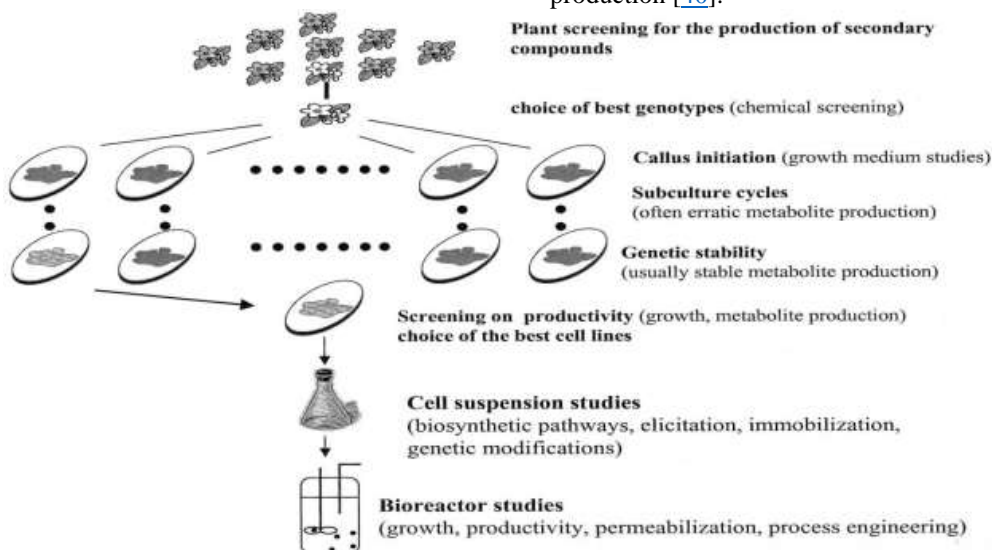 production [40].
Plant screening for the production of secondary
compounds
choice of best genotypes (chemical screening)
Callus initiation (growth medium studies)
Subculture cycles
(often erratic metabolite production)
Genetic stability
(usually stable metabolite production)
Screening on productivity (growth, metabolite production)
choice of the best cell lines
Cell suspension studies
(biosynthetic pathways, elicitation, immobilization,
genetic modifications)
Bioreactor studies
(growth, productivity, permeabilization, process engineering)